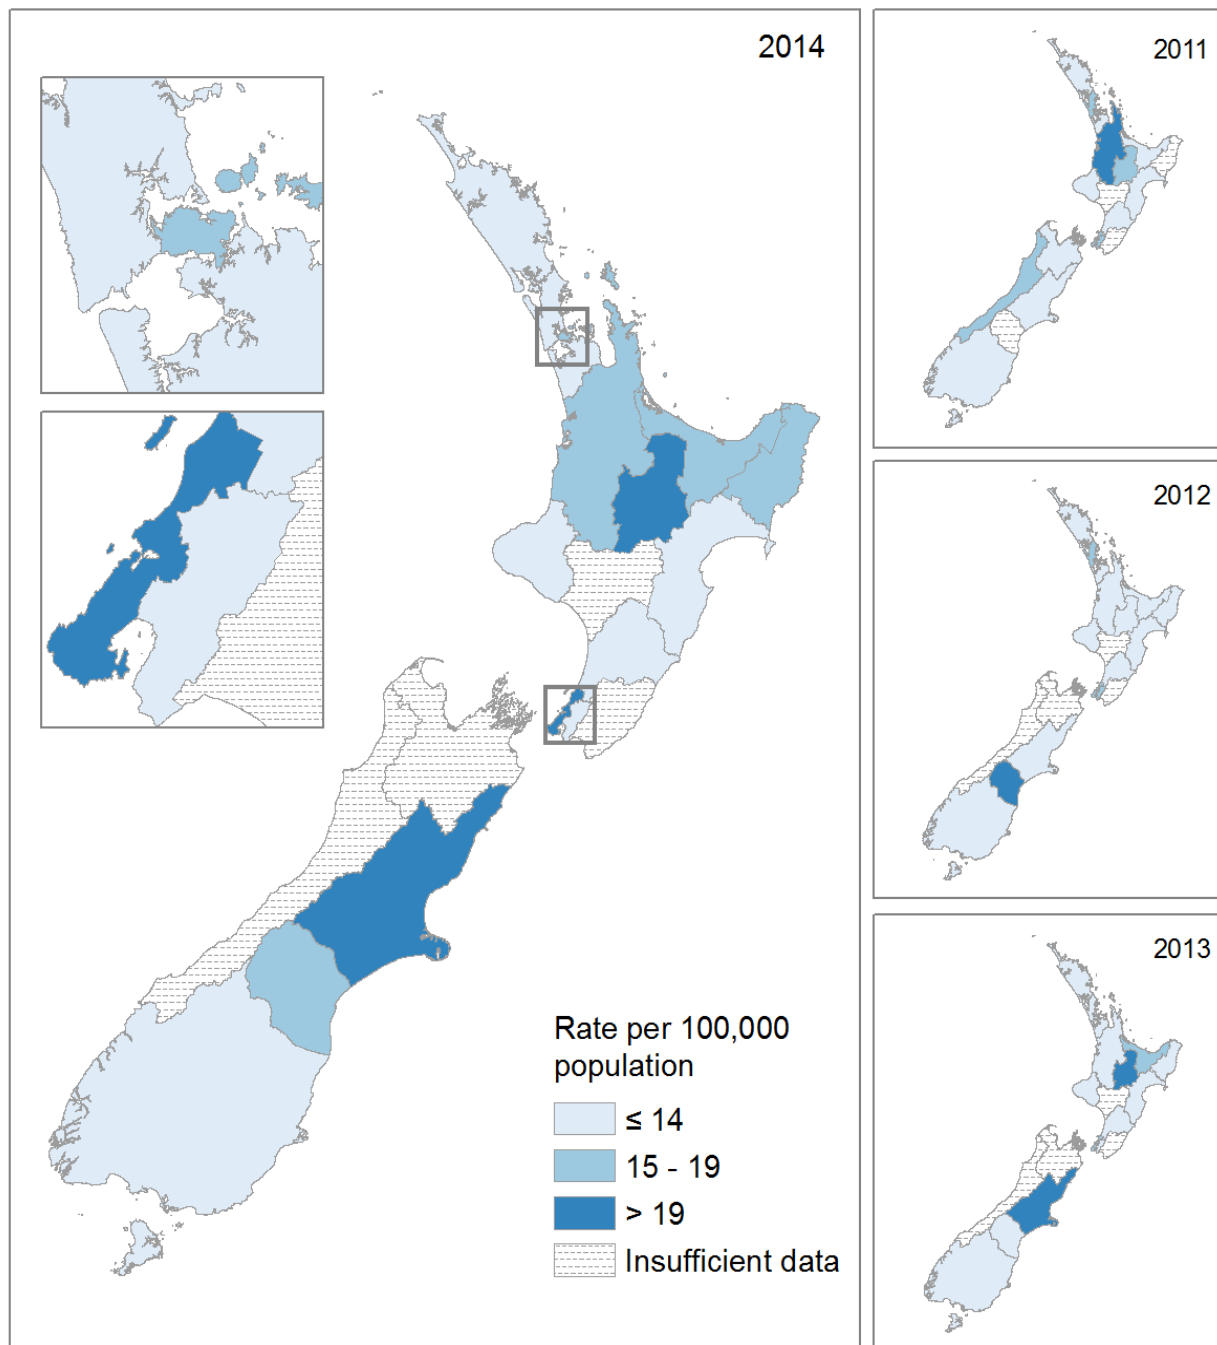 2014
2011
2012
2013
Rate per 100,000
population
≤ 14
15 - 19
> 19
Insufficient data